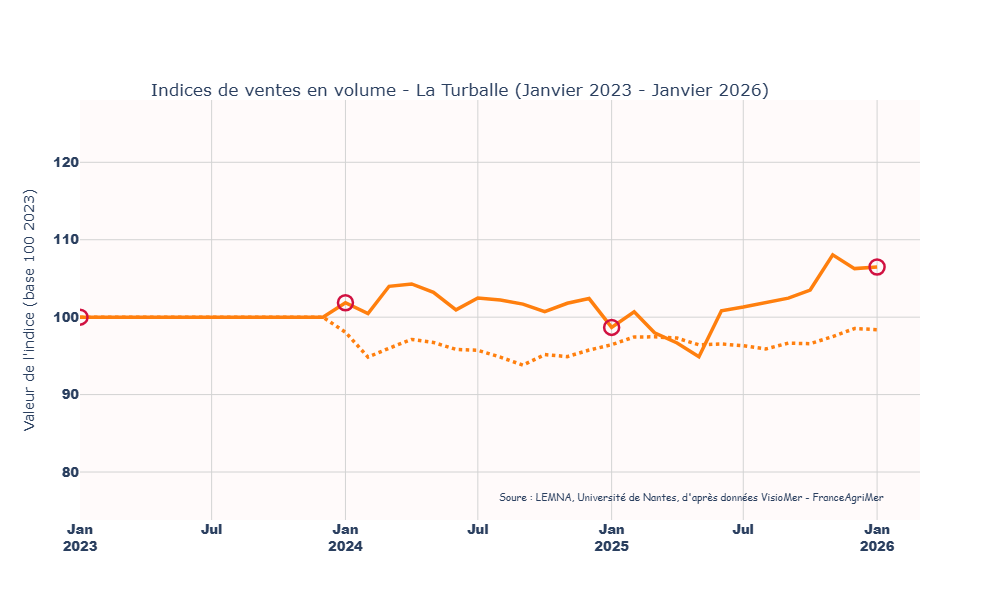 Indices de ventes en volume - La Turballe (Janvier 2023 - Janvier 2026)
Valeur de l'indice (base 100 2023)
120
110
100
90
80
Soure : LEMNA, Université de Nantes, d'après données VisioMer - FranceAgriMer
Jan
2023
Jul
Jan
2024
Jul
Jan
2025
Jul
Jan
2026